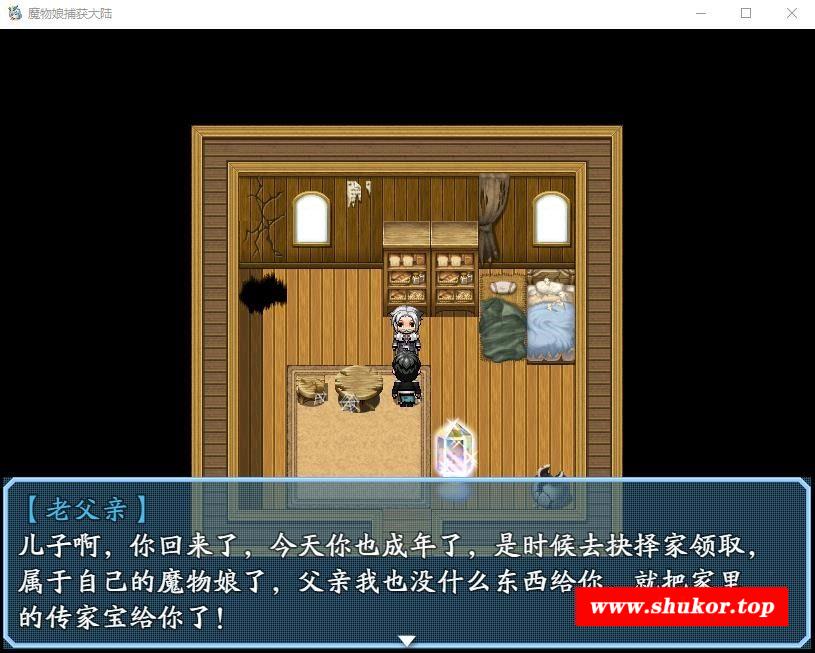 魔物娘捕获大陆
【老父亲】
儿子啊，你回来了，今天你也成年了，是时候去抉择家领取，
属于自己的魔物娘了，父亲我也没什么东西给你，就把家里
的传家宝给你了！
www.shukor.top